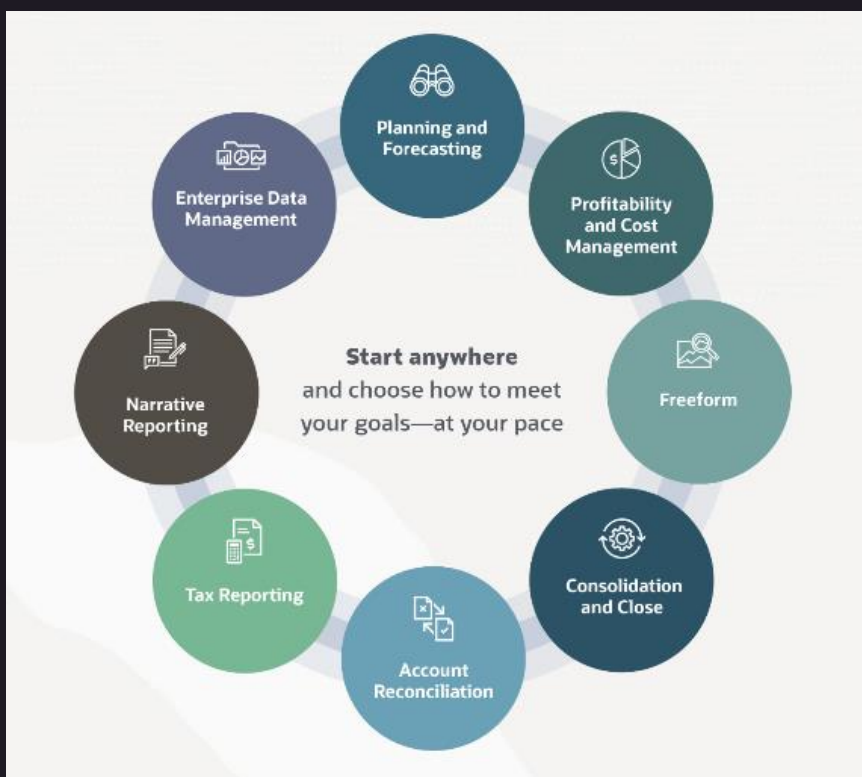 Planning and
Forecasting
Profitability
and Cost
Management
Freeform
Consolidation
and Close
Account
Reconciliation
Tax Reporting
Narrative
Reporting
Enterprise Data
Management
Start anywhere
and choose how to meet
your goals—at your pace